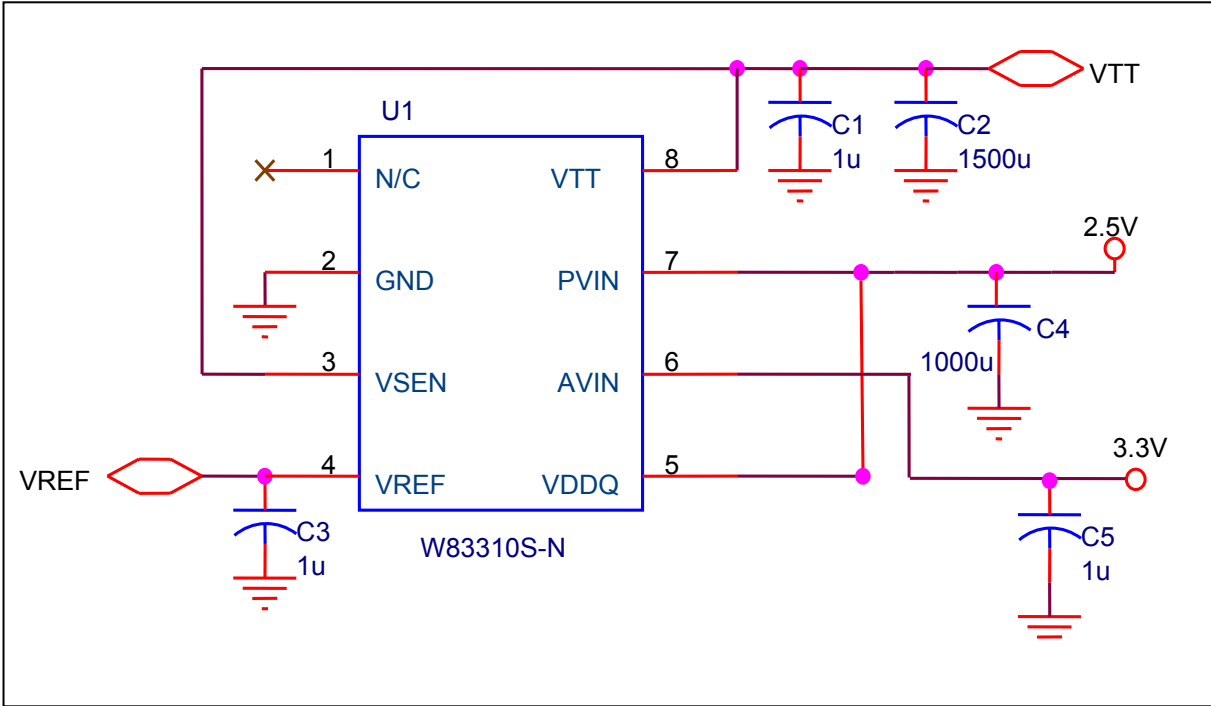 VTT
U1
C1
1u
C2
1500u
1
N/C
VTT
8
2.5V
2
GND
PVIN
7
C4
1000u
3
VSEN
AVIN
6
3.3V
VREF
4
VREF
VDDQ
5
C3
1u
W83310S-N
C5
1u